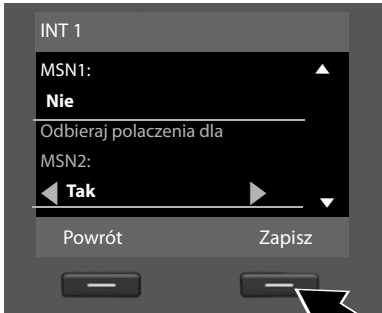 INT 1
MSN1:
Nie
Odbieraj polaczenia dla
MSN2:
Tak
Powrót Zapisz